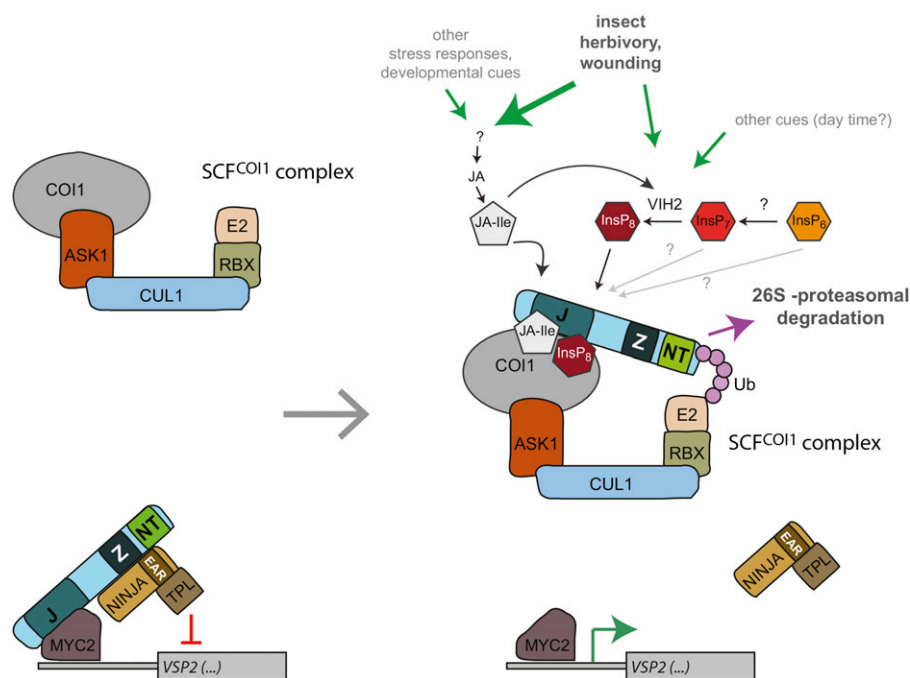 other
stress responses,
developmental cues
insect
herbivory,
wounding
other cues (day time?)
?
JA
JA-Ile
VIH2
InsP8
InsP7
?
InsP6
?
?
COI1
SCFCOI1 complex
ASK1
E2
RBX
CUL1
J
Z
NT
JA-Ile
InsP8
COI1
26S -proteasomal
degradation
Ub
E2
ASK1
RBX
CUL1
SCFCOI1 complex
NT
Z
J
EAR
NINJA
TPL
MYC2
VSP2 (...)
EAR
NINJA
TPL
MYC2
VSP2 (...)